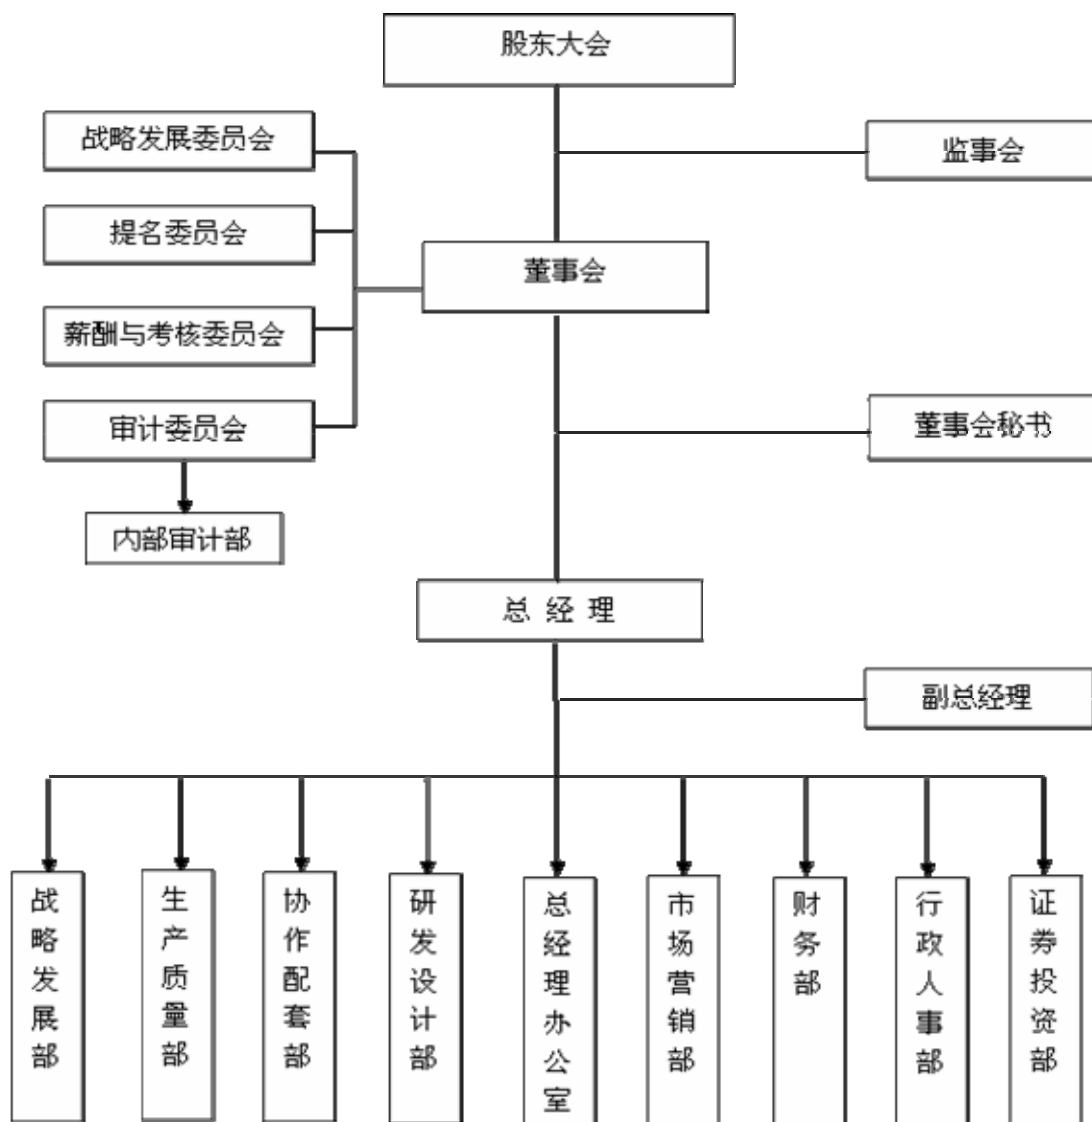 股东大会
战略发展委员会
监事会
提名委员会
董事会
薪酬与考核委员会
审计委员会
董事会秘书
内部审计部
总经理
副总经理
战略发展部
生产质量部
协作配套部
研发设计部
总经理办公室
市场营销部
财务部
行政人事部
证券投资部